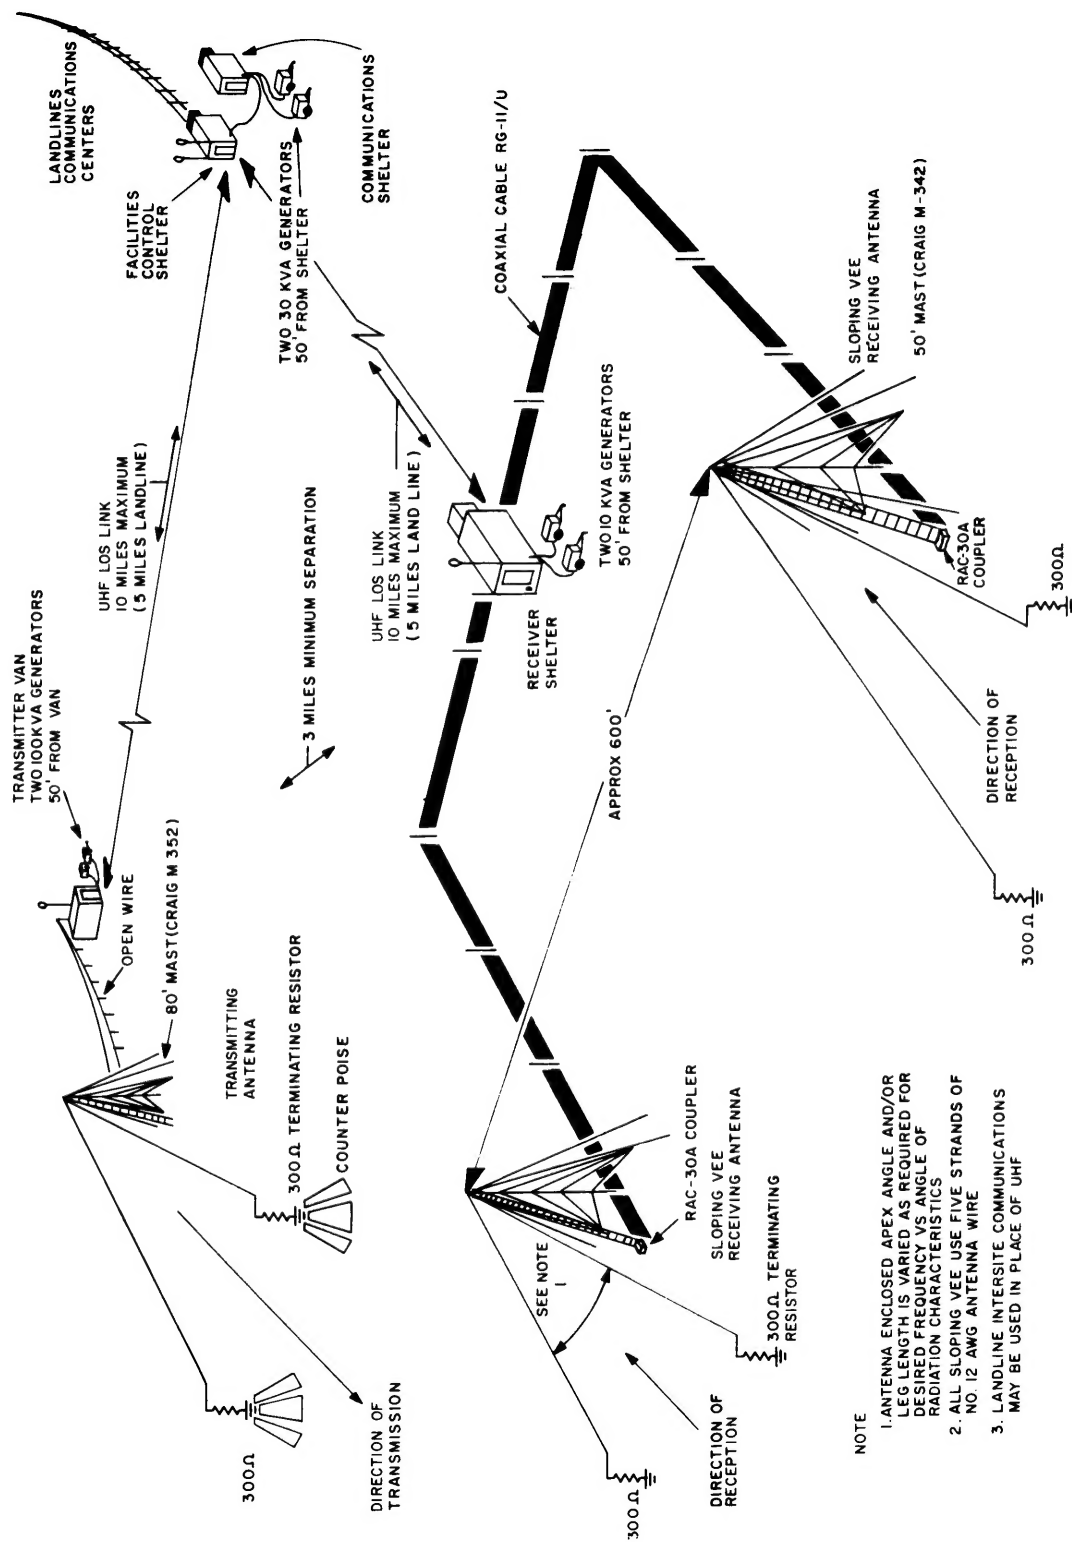 LANDLINES
COMMUNICATIONS
CENTERS
FACILITIES
CONTROL
SHELTER
COMMUNICATIONS
SHELTER
TWO 30 KVA GENERATORS
50' FROM SHELTER
UHF LOS LINK
10 MILES MAXIMUM
(5 MILES LANDLINE)
TRANSMITTER VAN
TWO 100KVA GENERATORS
50' FROM VAN
OPEN WIRE
80' MAST (CRAIG M 352)
TRANSMITTING
ANTENNA
300Ω TERMINATING RESISTOR
COUNTER POISE
300Ω
DIRECTION OF
TRANSMISSION
3 MILES MINIMUM SEPARATION
UHF LOS LINK
10 MILES MAXIMUM
(5 MILES LAND LINE)
COAXIAL CABLE RG-11/U
RECEIVER
SHELTER
TWO 10 KVA GENERATORS
50' FROM SHELTER
APPROX 600'
SLOPING VEE
RECEIVING ANTENNA
50' MAST (CRAIG M-342)
RAC-30A
COUPLER
300Ω
DIRECTION OF
RECEPTION
300Ω
SEE NOTE
1
RAC-30A COUPLER
SLOPING VEE
RECEIVING ANTENNA
300Ω TERMINATING
RESISTOR
DIRECTION OF
RECEPTION
300Ω
NOTE
1. ANTENNA ENCLOSED APEX ANGLE AND/OR
LEG LENGTH IS VARIED AS REQUIRED FOR
DESIRED FREQUENCY VS ANGLE OF
RADIATION CHARACTERISTICS
2. ALL SLOPING VEE USE FIVE STRANDS OF
NO. 12 AWG ANTENNA WIRE
3. LANDLINE INTERSITE COMMUNICATIONS
MAY BE USED IN PLACE OF UHF